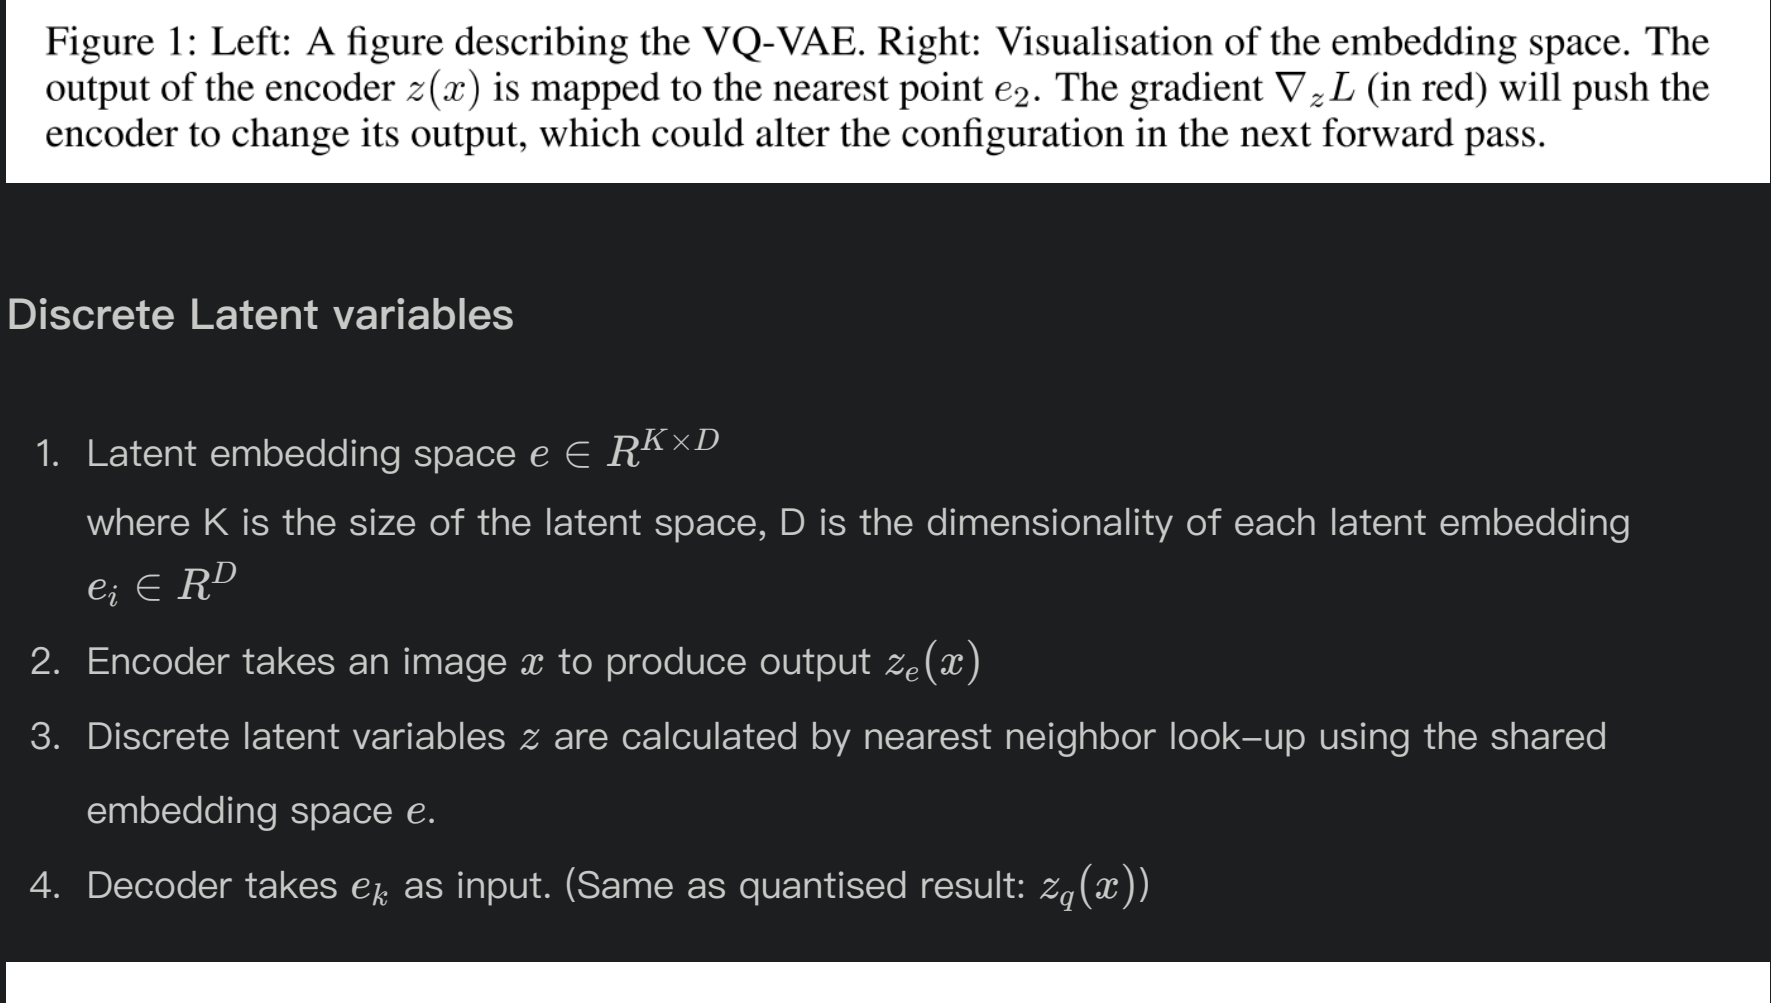 Figure 1: Left: A figure describing the VQ-VAE. Right: Visualisation of the embedding space. The
output of the encoder z(x) is mapped to the nearest point e₂. The gradient ∇_z L (in red) will push the
encoder to change its output, which could alter the configuration in the next forward pass.
Discrete Latent variables
1. Latent embedding space e ∈ R^{K×D}
where K is the size of the latent space, D is the dimensionality of each latent embedding
e_i ∈ R^D
2. Encoder takes an image x to produce output z_e(x)
3. Discrete latent variables z are calculated by nearest neighbor look-up using the shared
embedding space e.
4. Decoder takes e_k as input. (Same as quantised result: z_q(x))